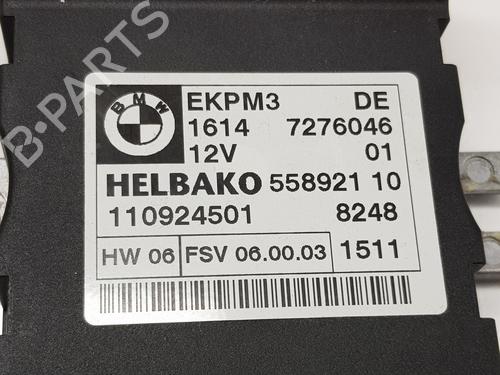 B-PARTS
BMW
EKPM3 DE
1614 7276046
12V 01
HELBAKO 558921 10
110924501 8248
HW 06 FSV 06.00.03 1511